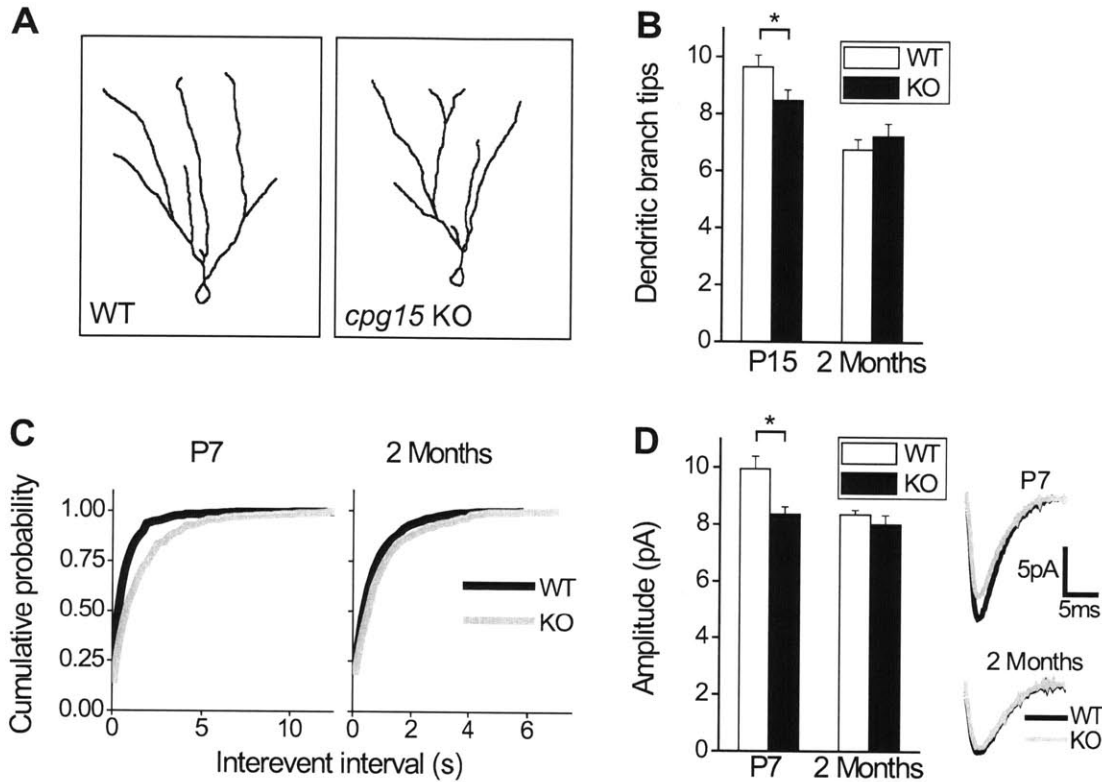 A
WT
cpg15 KO
B
*
WT
KO
Dendritic branch tips
10
8
6
4
2
0
P15 2 Months
C
P7 2 Months
Cumulative probability
1.00
0.75
0.50
0.25
0.00
WT
KO
0 5 10 0 2 4 6
Interevent interval (s)
D
*
WT
KO
Amplitude (pA)
10
8
6
4
2
0
P7 2 Months
P7
5pA
5ms
2 Months
WT
KO